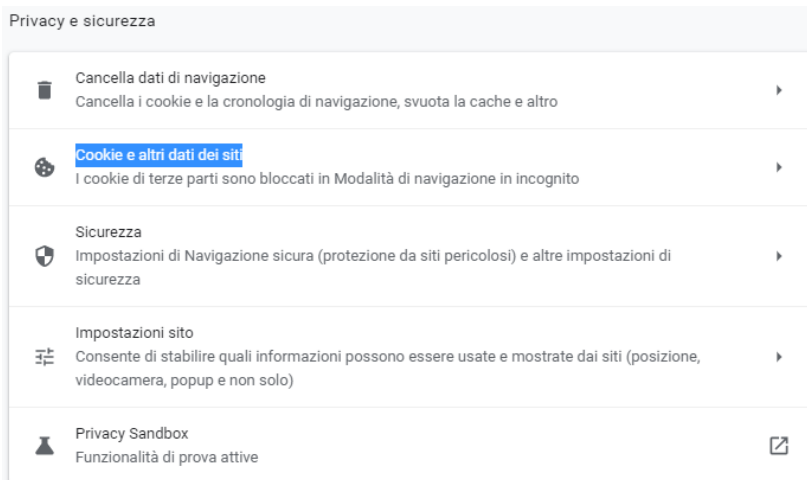 Privacy e sicurezza
Cancella dati di navigazione
Cancella i cookie e la cronologia di navigazione, svuota la cache e altro
Cookie e altri dati dei siti
I cookie di terze parti sono bloccati in Modalità di navigazione in incognito
Sicurezza
Impostazioni di Navigazione sicura (protezione da siti pericolosi) e altre impostazioni di
sicurezza
Impostazioni sito
Consente di stabilire quali informazioni possono essere usate e mostrate dai siti (posizione,
videocamera, popup e non solo)
Privacy Sandbox
Funzionalità di prova attive